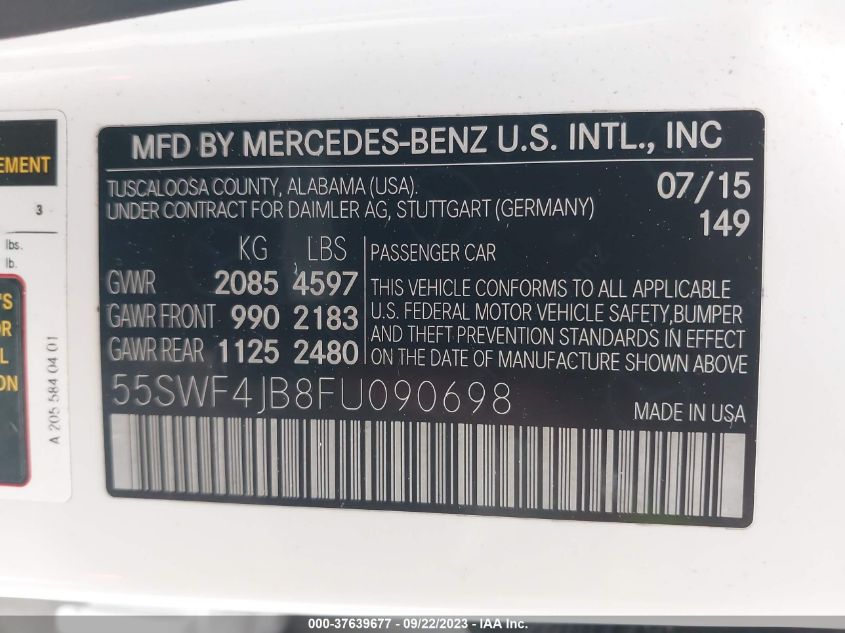 MFD BY MERCEDES-BENZ U.S. INTL., INC
TUSCALOOSA COUNTY, ALABAMA (USA).
UNDER CONTRACT FOR DAIMLER AG, STUTTGART (GERMANY)
07/15
149
KG LBS
GVWR 2085 4597
GAWR FRONT 990 2183
GAWR REAR 1125 2480
PASSENGER CAR
THIS VEHICLE CONFORMS TO ALL APPLICABLE
U.S. FEDERAL MOTOR VEHICLE SAFETY,BUMPER
AND THEFT PREVENTION STANDARDS IN EFFECT
ON THE DATE OF MANUFACTURE SHOWN ABOVE
55SWF4JB8FU090698
MADE IN USA
3
lbs.
lb.
A 205 584 04 01
000-37639677 - 09/22/2023 - IAA Inc.